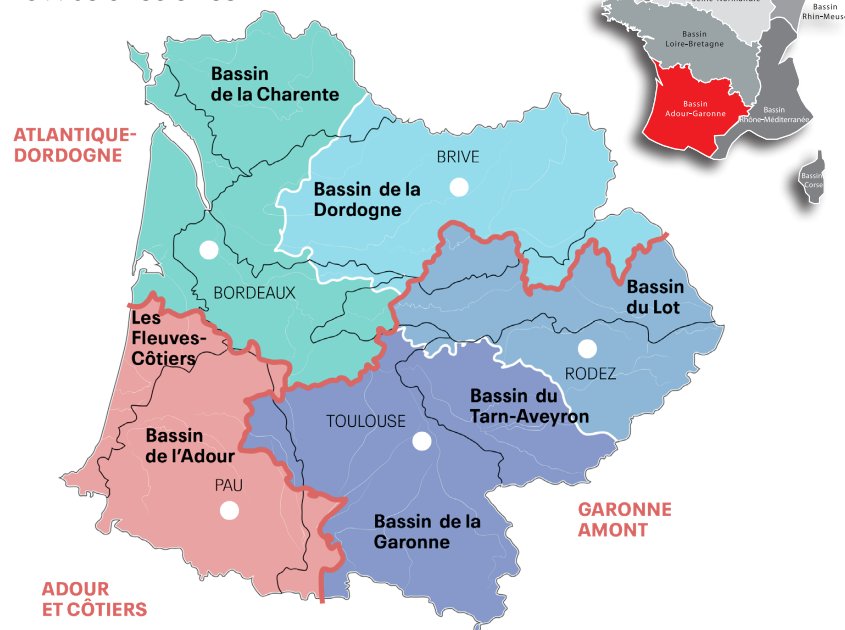 Bassin
Rhin–Meuse
Bassin
Loire–Bretagne
Bassin
Adour–Garonne
Bassin
Rhône–Méditerranée
Bassin
Corse
Bassin
de la Charente
ATLANTIQUE-
DORDOGNE
BRIVE
Bassin de la
Dordogne
BORDEAUX
Bassin
du Lot
Les
Fleuves-
Côtiers
RODEZ
Bassin du
Tarn-Aveyron
TOULOUSE
Bassin
de l'Adour
PAU
GARONNE
AMONT
Bassin de la
Garonne
ADOUR
ET CÔTIERS